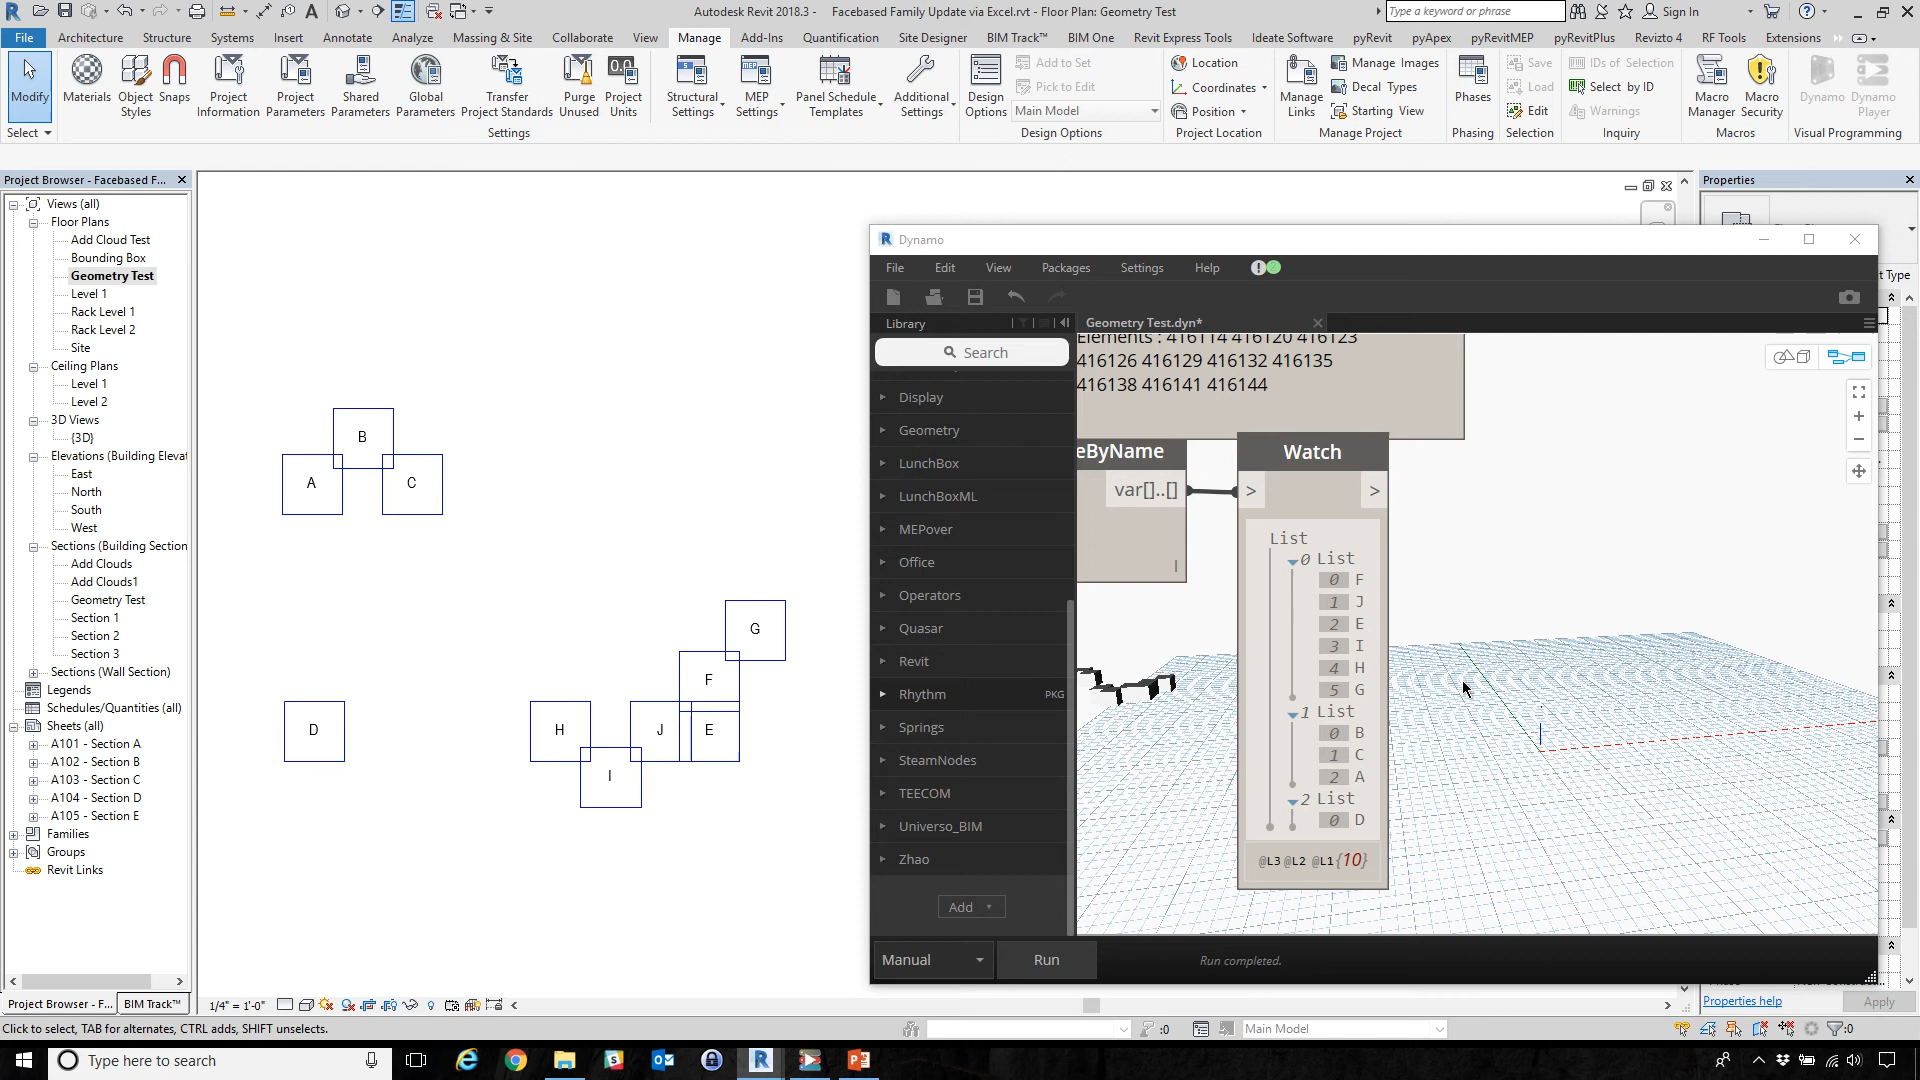 Autodesk Revit 2018.3 - Facebased Family Update via Excel.rvt - Floor Plan: Geometry Test
Type a keyword or phrase
Sign In
File Architecture Structure Systems Insert Annotate Analyze Massing & Site Collaborate View Manage Add-Ins Quantification Site Designer BIM Track™ BIM One Revit Express Tools Ideate Software pyRevit pyApex pyRevitMEP pyRevitPlus Revizto 4 RF Tools Extensions
Modify
Materials
Object Styles
Snaps
Project Information
Project Parameters
Shared Parameters
Global Parameters
Transfer Project Standards
Purge Unused
Project Units
Structural Settings
MEP Settings
Panel Schedule Templates
Additional Settings
Design Options
Add to Set
Pick to Edit
Main Model
Location
Coordinates
Position
Manage Links
Manage Images
Decal Types
Starting View
Phases
Save
Load
Edit
IDs of Selection
Select by ID
Warnings
Macro Manager
Macro Security
Dynamo
Dynamo Player
Select Settings Design Options Project Location Manage Project Phasing Selection Inquiry Macros Visual Programming
Project Browser - Facebased F...
Views (all)
Floor Plans
Add Cloud Test
Bounding Box
Geometry Test
Level 1
Rack Level 1
Rack Level 2
Site
Ceiling Plans
Level 1
Level 2
3D Views
{3D}
Elevations (Building Elevat
East
North
South
West
Sections (Building Section
Add Clouds
Add Clouds1
Geometry Test
Section 1
Section 2
Section 3
Sections (Wall Section)
Legends
Schedules/Quantities (all)
Sheets (all)
A101 - Section A
A102 - Section B
A103 - Section C
A104 - Section D
A105 - Section E
Families
Groups
Revit Links
Project Browser - F...
BIM Track™
B
A
C
G
F
D
H
J
E
I
Properties
t Type
Dynamo
File Edit View Packages Settings Help
Library
Geometry Test.dyn*
Search
Display
Geometry
LunchBox
LunchBoxML
MEPover
Office
Operators
Quasar
Revit
Rhythm PKG
Springs
SteamNodes
TEECOM
Universo_BIM
Zhao
Add
Elements : 416114 416120 416123
416126 416129 416132 416135
416138 416141 416144
eByName
var[]..[]
Watch
> >
List
0 List
0 F
1 J
2 E
3 I
4 H
5 G
1 List
0 B
1 C
2 A
2 List
0 D
@L3 @L2 @L1 {10}
Manual
Run
Run completed.
1/4" = 1'-0"
Properties help
Apply
Click to select, TAB for alternates, CTRL adds, SHIFT unselects.
:0
Main Model
:0
Type here to search